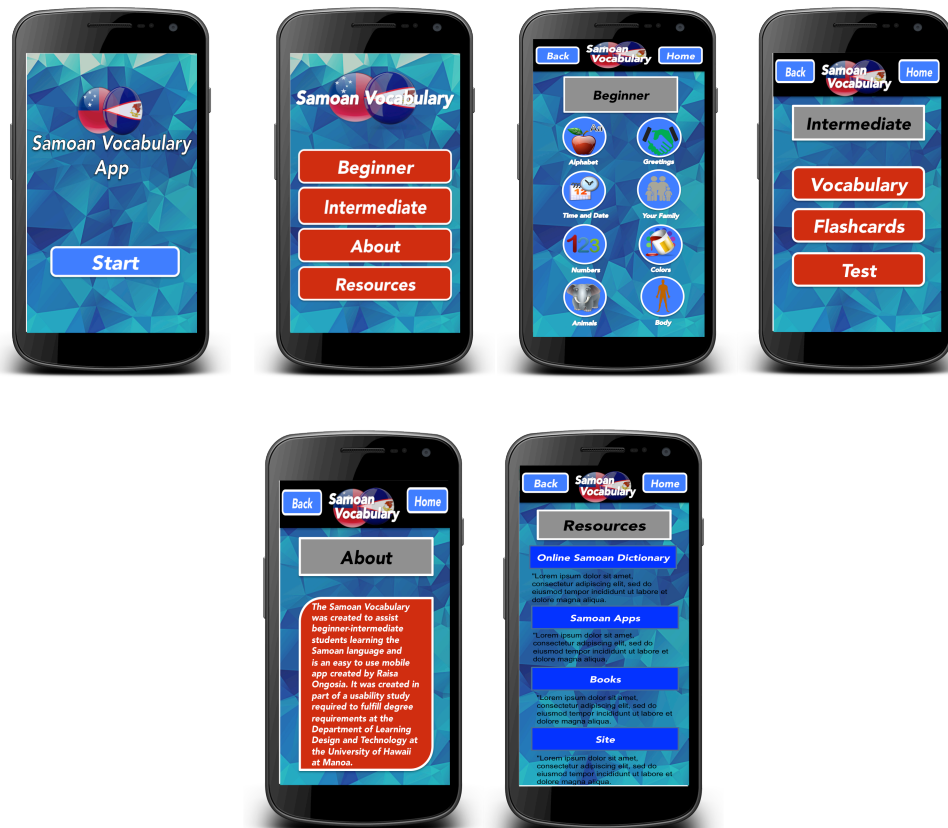 Samoan Vocabulary
App
Start
Samoan Vocabulary
Beginner
Intermediate
About
Resources
Back
Samoan
Vocabulary
Home
Beginner
Alphabet
Greetings
12
Time and Date
Your Family
123
Numbers
Colors
Animals
Body
Back
Samoan
Vocabulary
Home
Intermediate
Vocabulary
Flashcards
Test
Back
Samoan
Vocabulary
Home
About
The Samoan Vocabulary
was created to assist
beginner-intermediate
students learning the
Samoan language and
is an easy to use mobile
app created by Raisa
Ongosia. It was created in
part of a usability study
required to fulfill degree
requirements at the
Department of Learning
Design and Technology at
the University of Hawaii
at Manoa.
Back
Samoan
Vocabulary
Home
Resources
Online Samoan Dictionary
"Lorem ipsum dolor sit amet,
consectetur adipiscing elit, sed do
eiusmod tempor incididunt ut labore et
dolore magna aliqua.
Samoan Apps
"Lorem ipsum dolor sit amet,
consectetur adipiscing elit, sed do
eiusmod tempor incididunt ut labore et
dolore magna aliqua.
Books
"Lorem ipsum dolor sit amet,
consectetur adipiscing elit, sed do
eiusmod tempor incididunt ut labore et
dolore magna aliqua.
Site
"Lorem ipsum dolor sit amet,
consectetur adipiscing elit, sed do
eiusmod tempor incididunt ut labore et
dolore magna aliqua.